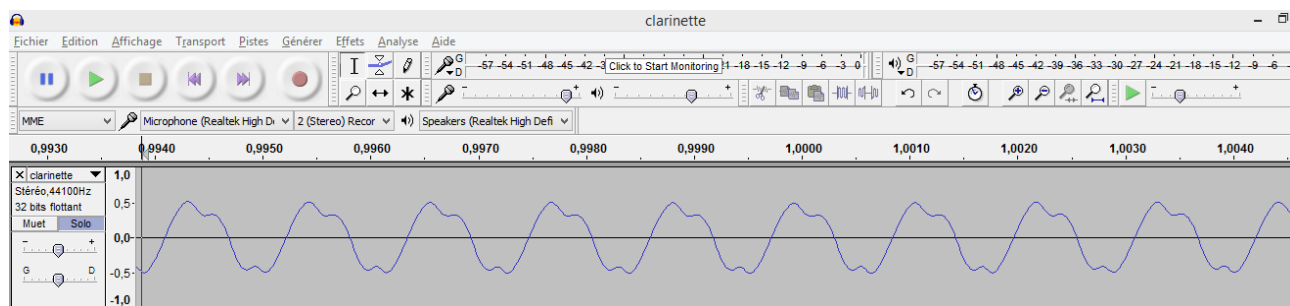 clarinette
Fichier Edition Affichage Transport Pistes Générer Effets Analyse Aide
G D -57 -54 -51 -48 -45 -42 -3 Click to Start Monitoring 21 -18 -15 -12 -9 -6 -3 0 G D -57 -54 -51 -48 -45 -42 -39 -36 -33 -30 -27 -24 -21 -18 -15 -12 -9 -6 -
- + - + - +
MME Microphone (Realtek High De 2 (Stereo) Recor Speakers (Realtek High Defi
0,9930 0,9940 0,9950 0,9960 0,9970 0,9980 0,9990 1,0000 1,0010 1,0020 1,0030 1,0040
X clarinette 1,0
Stéréo,44100Hz
32 bits flottant 0,5
Muet Solo
- + 0,0
G D -0,5
-1,0